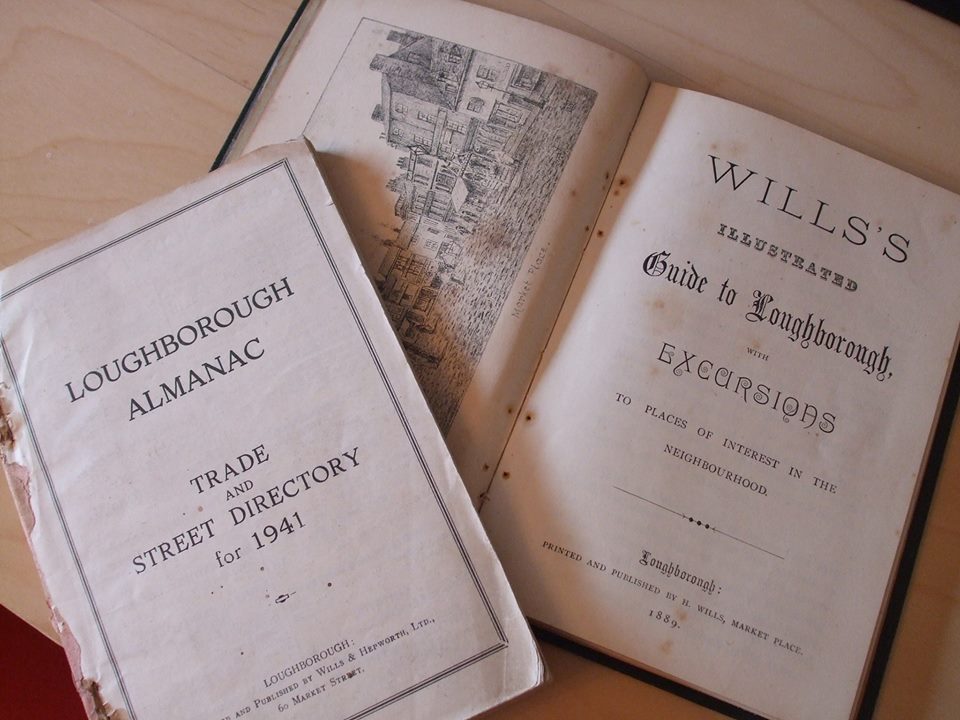 LOUGHBOROUGH
ALMANAC
TRADE
AND
STREET DIRECTORY
for 1941
LOUGHBOROUGH:
AND PUBLISHED BY WILLS & HEPWORTH, LTD.,
60 MARKET STREET.
Market Place.
WILLS'S
ILLUSTRATED
Guide to Loughborough,
WITH
EXCURSIONS
TO PLACES OF INTEREST IN THE
NEIGHBOURHOOD.
Loughborough:
PRINTED AND PUBLISHED BY H. WILLS, MARKET PLACE.
1889.